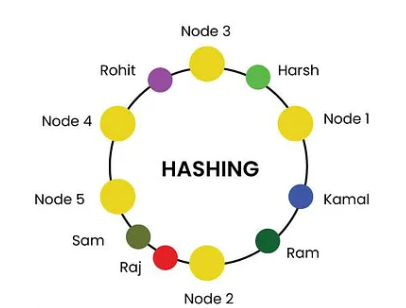 Node 3
Rohit
Harsh
Node 4
Node 1
HASHING
Node 5
Kamal
Sam
Ram
Raj
Node 2